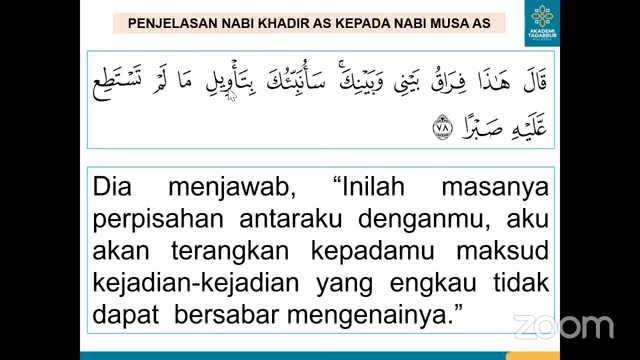 PENJELASAN NABI KHADIR AS KEPADA NABI MUSA AS
AKADEMI
TADABBUR
قَالَ هَـٰذَا فِرَاقُ بَيْنِى وَبَيْنِكَ ۚ سَأُنَبِّئُكَ بِتَأْوِيلِ مَا لَمْ تَسْتَطِع
عَّلَيْهِ صَبْرًا ٧٨
Dia menjawab, “Inilah masanya
perpisahan antaraku denganmu, aku
akan terangkan kepadamu maksud
kejadian-kejadian yang engkau tidak
dapat bersabar mengenainya.”
zoom